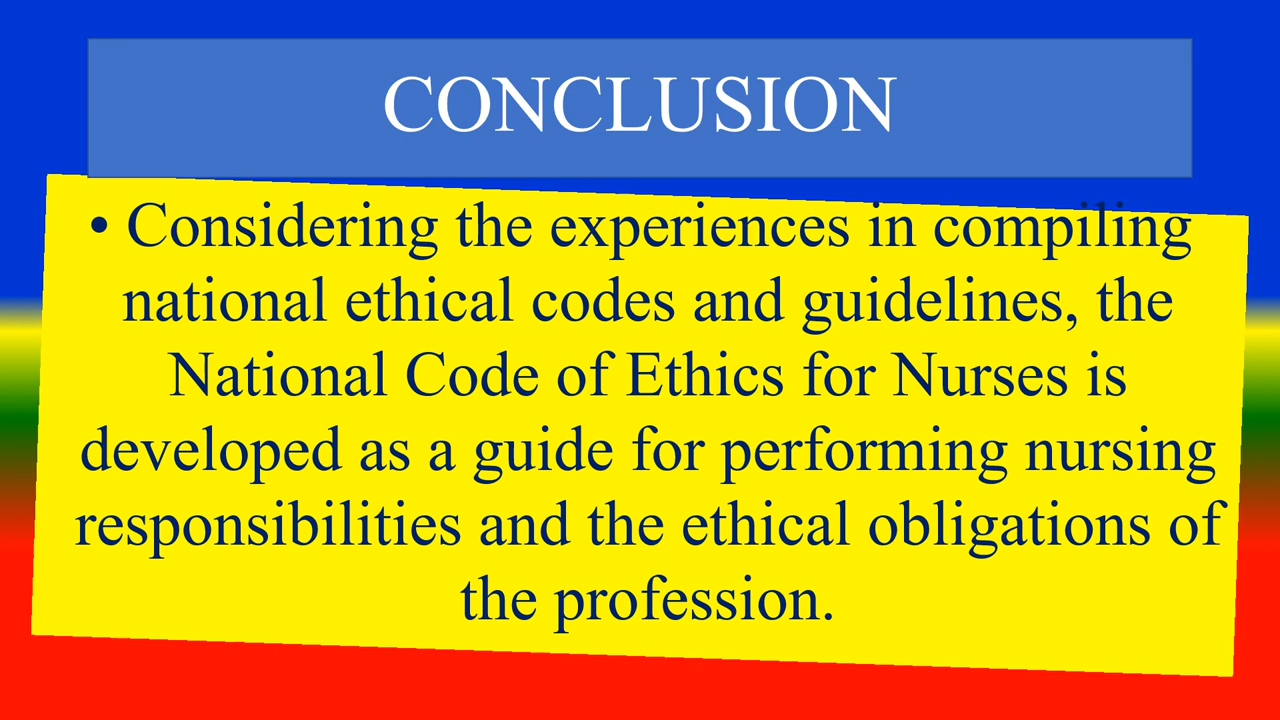 CONCLUSION
• Considering the experiences in compiling
national ethical codes and guidelines, the
National Code of Ethics for Nurses is
developed as a guide for performing nursing
responsibilities and the ethical obligations of
the profession.